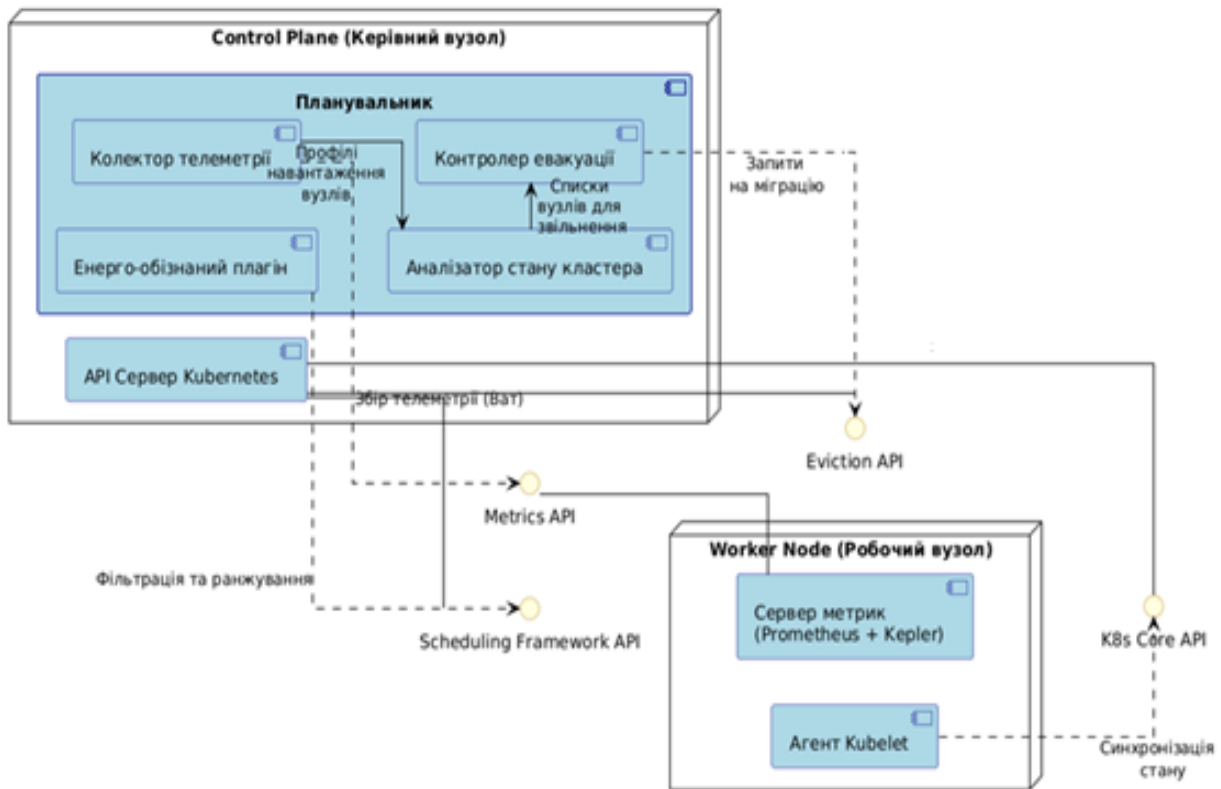 Control Plane (Керівний вузол)
Планувальник
Колектор телеметрії
Профілі
навантаження
вузлів
Контролер евакуації
Запити
на міграцію
Списки
вузлів для
звільнення
Енерго-обізнаний плагін
Аналізатор стану кластера
API Сервер Kubernetes
Збір телеметрії (Ват)
Eviction API
Metrics API
Worker Node (Робочий вузол)
Фільтрація та ранжування
Сервер метрик
(Prometheus + Kepler)
Scheduling Framework API
K8s Core API
Агент Kubelet
Синхронізація
стану